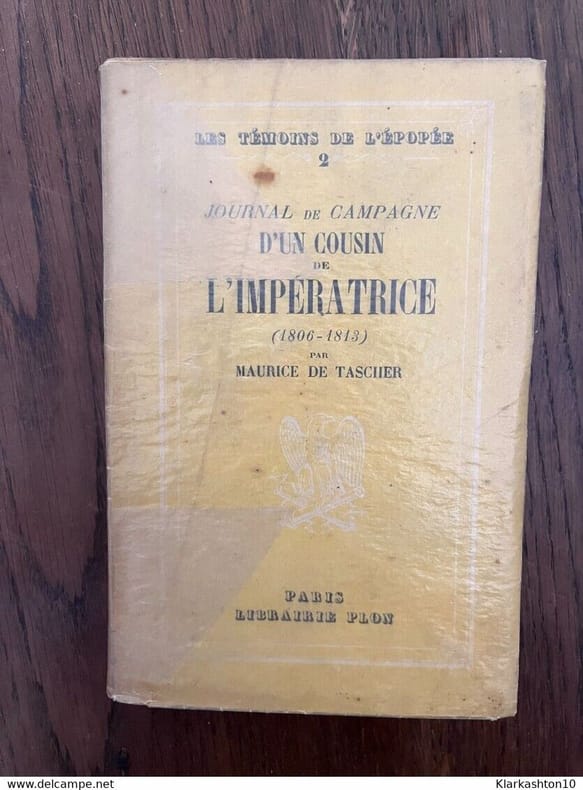 LES TÉMOINS DE L'ÉPOPÉE
2
JOURNAL DE CAMPAGNE
D'UN COUSIN
DE
L'IMPÉRATRICE
(1806-1813)
PAR
MAURICE DE TASCHER
PARIS
LIBRAIRIE PLON
delcampe.net
Klarkashton10